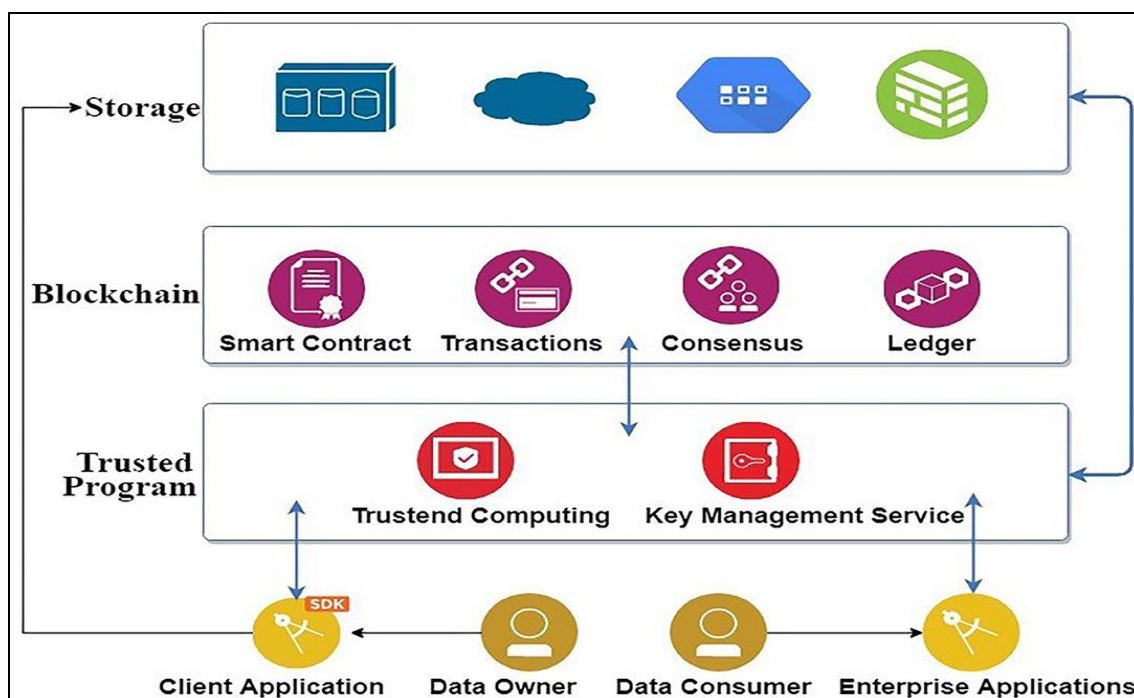 Storage
Blockchain
Smart Contract Transactions Consensus Ledger
Trusted
Program
Trustend Computing Key Management Service
SDK
Client Application Data Owner Data Consumer Enterprise Applications